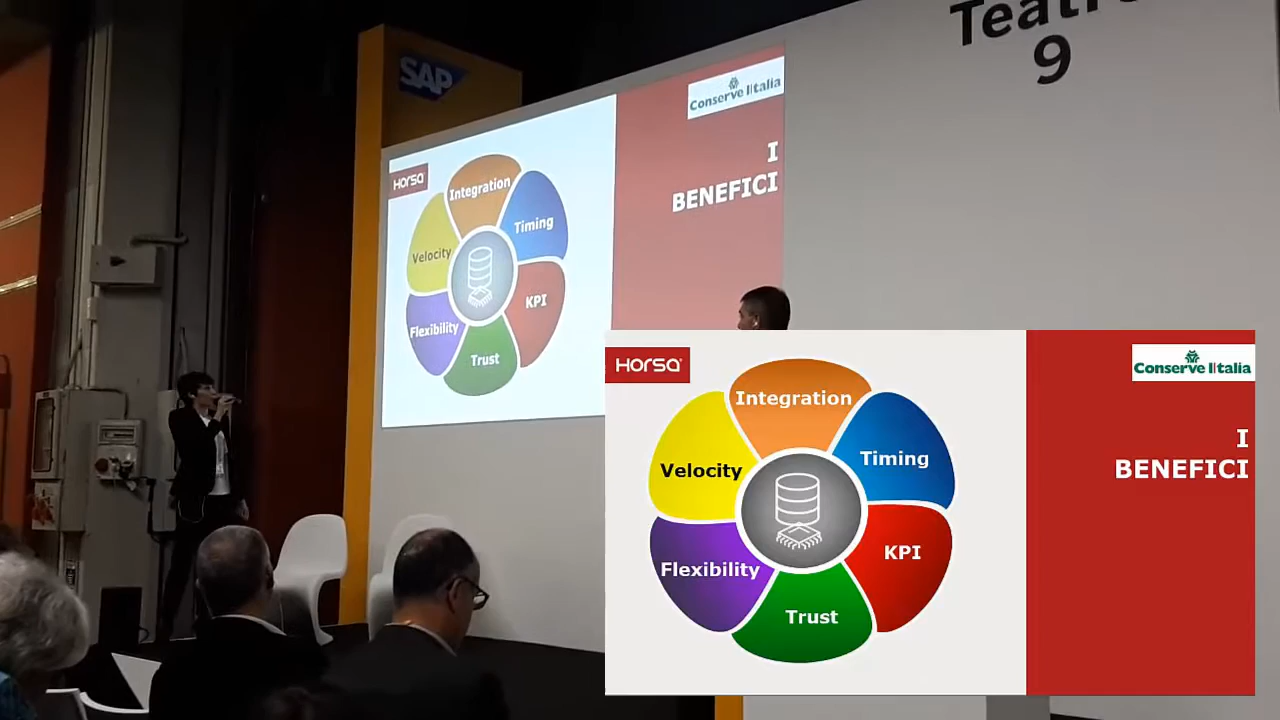 Teatro
9
SAP
Conserve Italia
I
BENEFICI
Horsa
Integration
Timing
Velocity
KPI
Flexibility
Trust
Horsa
Conserve Italia
I
BENEFICI
Integration
Timing
Velocity
KPI
Flexibility
Trust